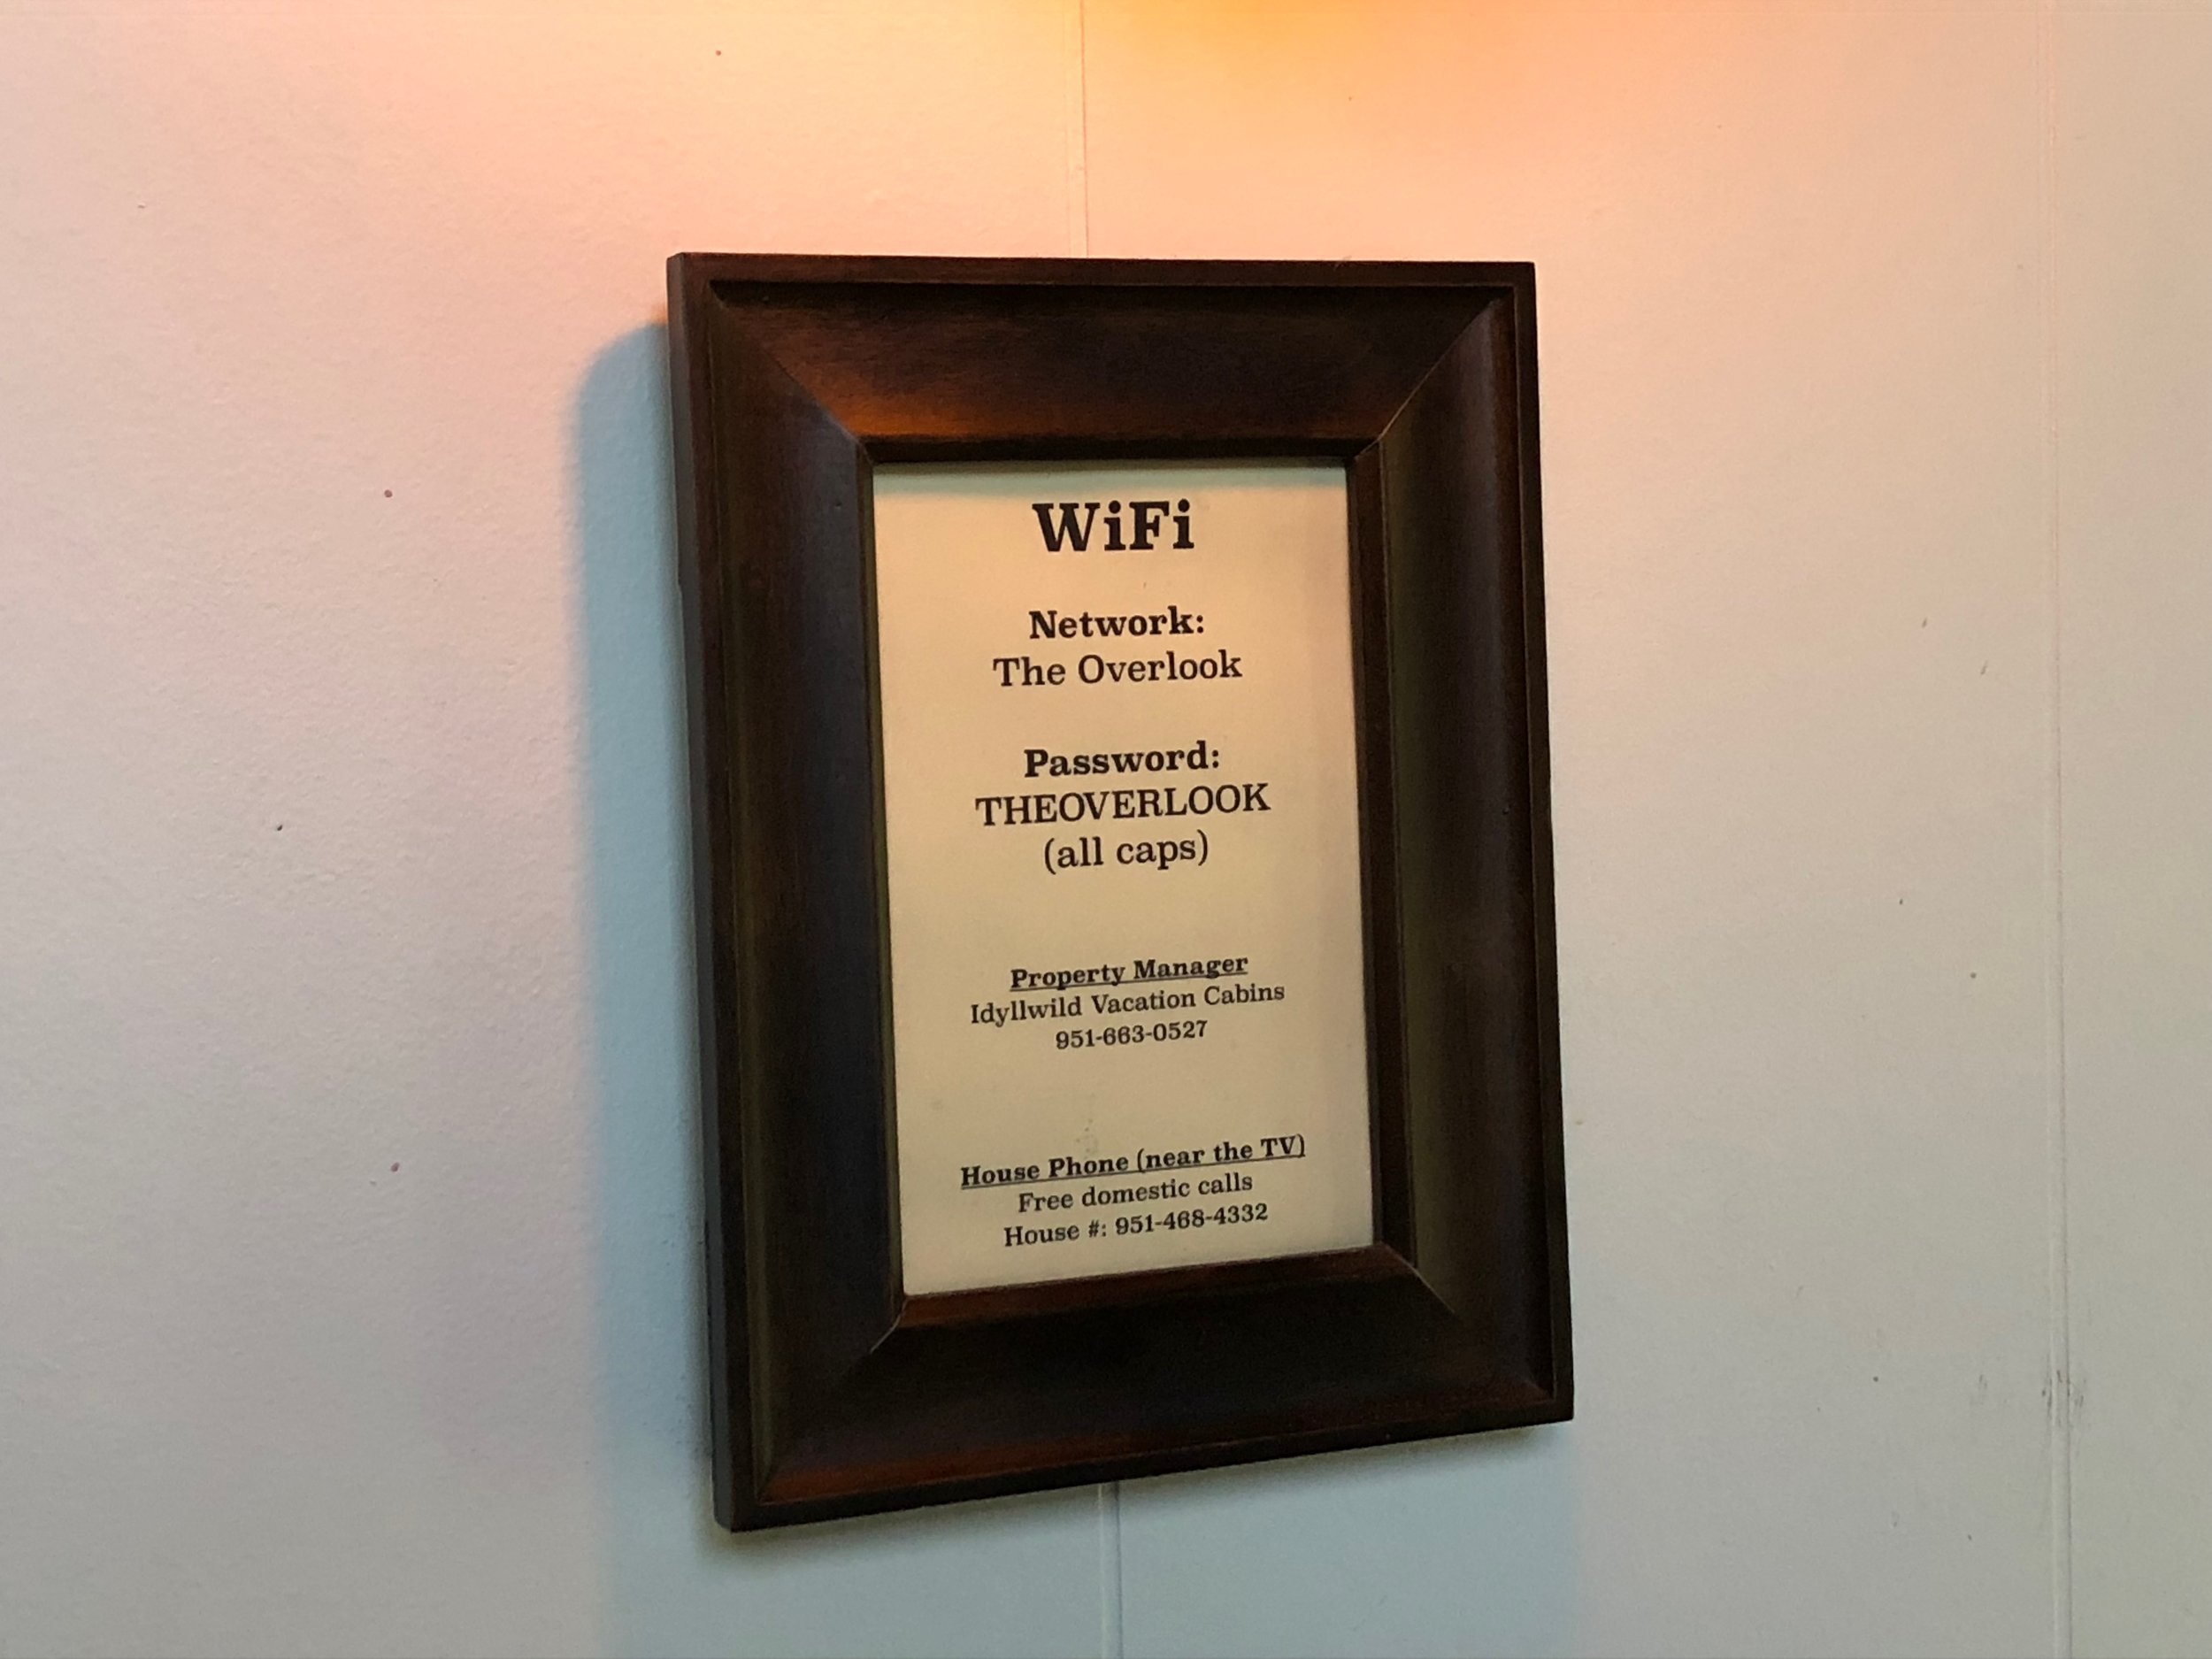 WiFi
Network:
The Overlook
Password:
THEOVERLOOK
(all caps)
Property Manager
Idyllwild Vacation Cabins
951-663-0527
House Phone (near the TV)
Free domestic calls
House #: 951-468-4332